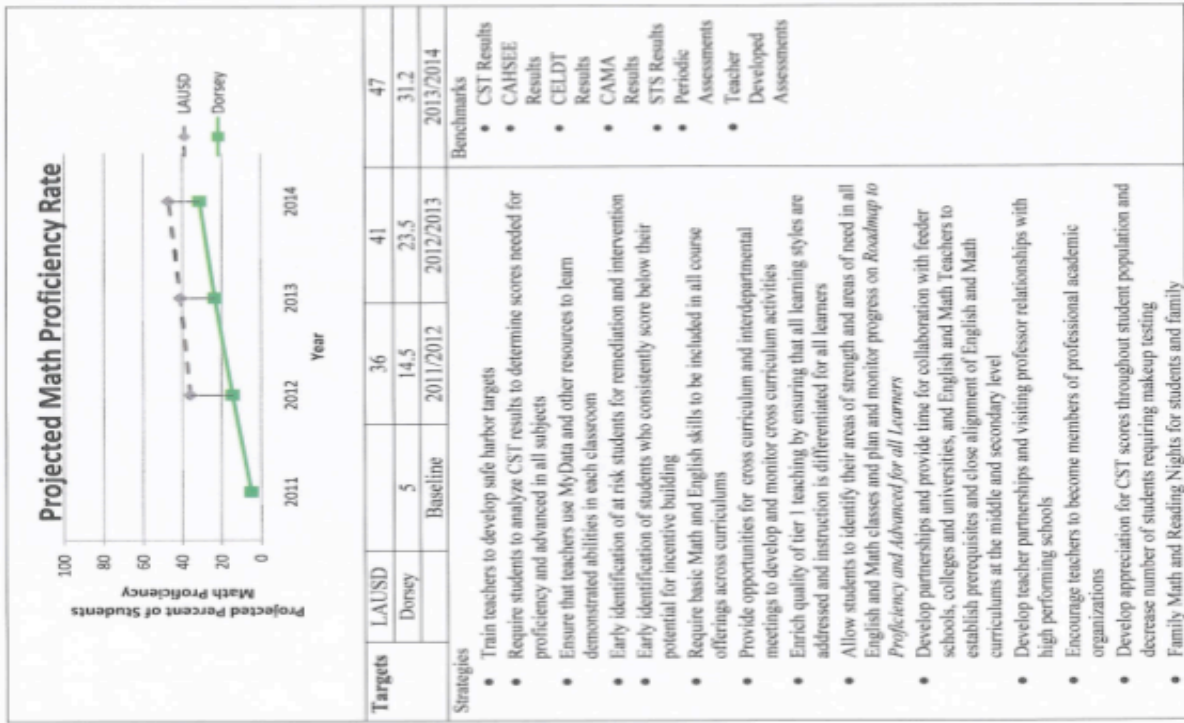 Projected Math Proficiency Rate
Projected Percent of Students
Math Proficiency
100
80
60
40
20
0
2011
2012
2013
2014
Year
LAUSD
Dorsey
Targets
LAUSD 36 41 47
Dorsey 5 14.5 23.5 31.2
Baseline 2011/2012 2012/2013 2013/2014
Strategies
• Train teachers to develop safe harbor targets
• Require students to analyze CST results to determine scores needed for
proficiency and advanced in all subjects
• Ensure that teachers use MyData and other resources to learn
demonstrated abilities in each classroom
• Early identification of at risk students for remediation and intervention
• Early identification of students who consistently score below their
potential for incentive building
• Require basic Math and English skills to be included in all course
offerings across curriculums
• Provide opportunities for cross curriculum and interdepartmental
meetings to develop and monitor cross curriculum activities
• Enrich quality of tier 1 teaching by ensuring that all learning styles are
addressed and instruction is differentiated for all learners
• Allow students to identify their areas of strength and areas of need in all
English and Math classes and plan and monitor progress on Roadmap to
Proficiency and Advanced for all Learners
• Develop partnerships and provide time for collaboration with feeder
schools, colleges and universities, and English and Math Teachers to
establish prerequisites and close alignment of English and Math
curriculums at the middle and secondary level
• Develop teacher partnerships and visiting professor relationships with
high performing schools
• Encourage teachers to become members of professional academic
organizations
• Develop appreciation for CST scores throughout student population and
decrease number of students requiring makeup testing
• Family Math and Reading Nights for students and family
Benchmarks
• CST Results
• CAHSEE
Results
• CELDT
Results
• CAMA
Results
• STS Results
• Periodic
Assessments
• Teacher
Developed
Assessments